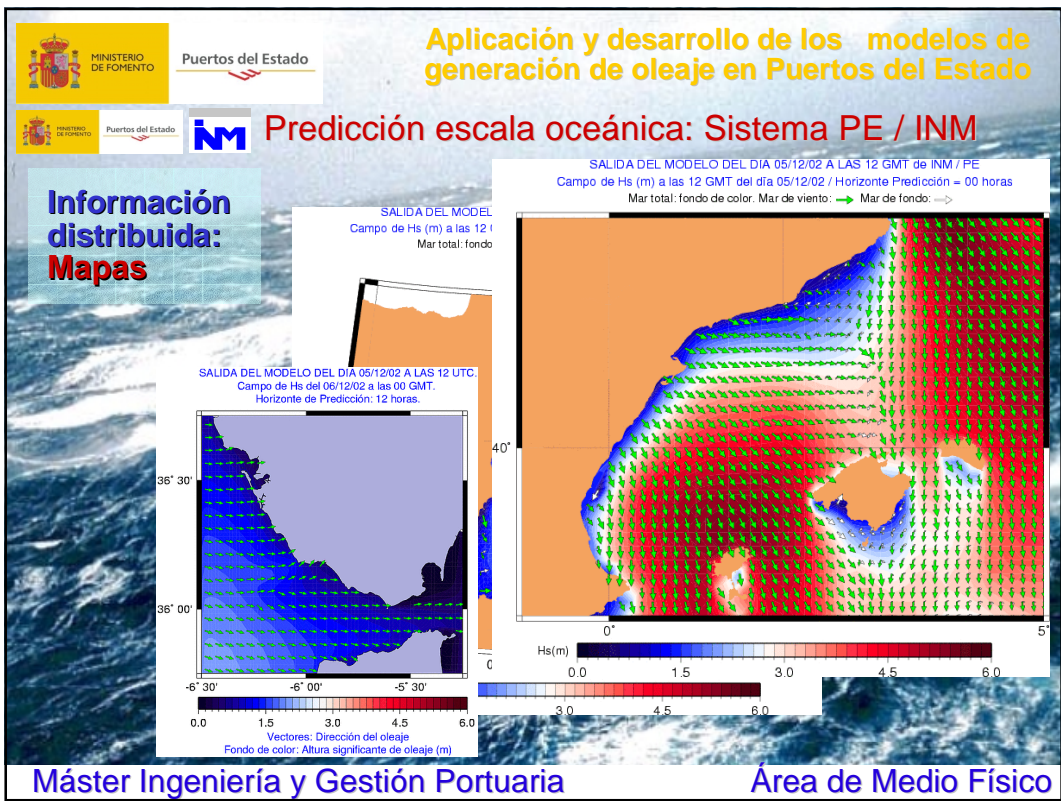 MINISTERIO
DE FOMENTO
Puertos del Estado
Aplicación y desarrollo de los modelos de
generación de oleaje en Puertos del Estado
MINISTERIO
DE FOMENTO
Puertos del Estado
iNM
Predicción escala oceánica: Sistema PE / INM
Información
distribuida:
Mapas
SALIDA DEL MODELO DEL DIA 05/12/02 A LAS 12 GMT de INM / PE
Campo de Hs (m) a las 12 GMT del día 05/12/02 / Horizonte Predicción = 00 horas
Mar total: fondo de color. Mar de viento: Mar de fondo:
40°
0° 5°
Hs(m)
0.0 1.5 3.0 4.5 6.0
SALIDA DEL MODEL
Campo de Hs (m) a las 12
Mar total: fondo
0
3.0 4.5 6.0
SALIDA DEL MODELO DEL DIA 05/12/02 A LAS 12 UTC.
Campo de Hs del 06/12/02 a las 00 GMT.
Horizonte de Predicción: 12 horas.
36° 30'
36° 00'
-6° 30' -6° 00' -5° 30'
0.0 1.5 3.0 4.5 6.0
Vectores: Dirección del oleaje
Fondo de color: Altura significante de oleaje (m)
Máster Ingeniería y Gestión Portuaria
Área de Medio Físico